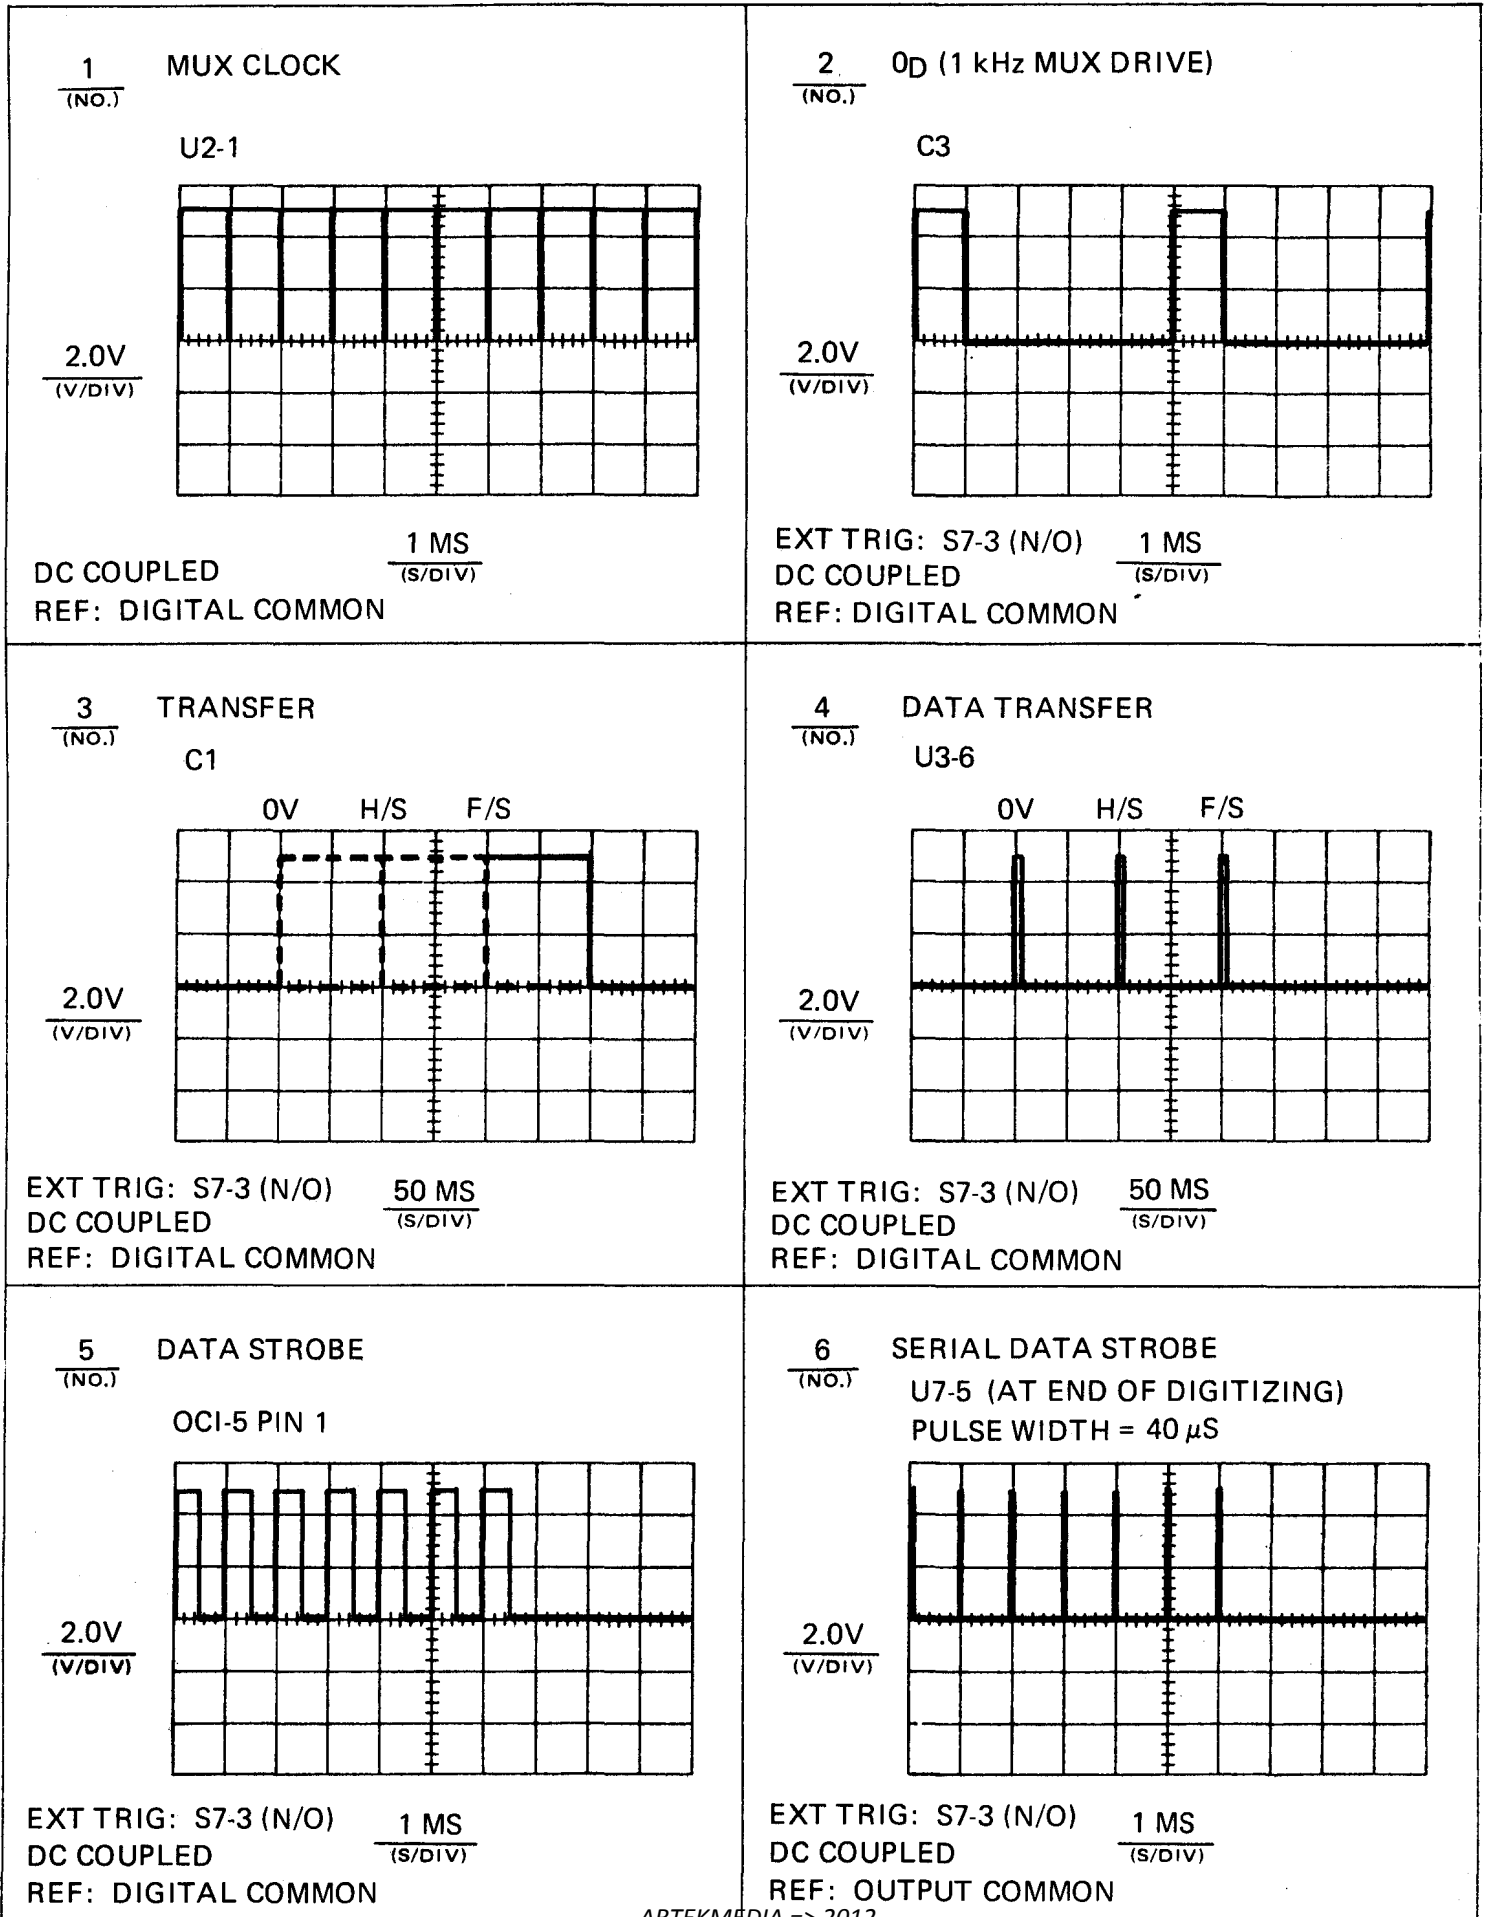 1
(NO.)
MUX CLOCK
U2-1
2.0V
(V/DIV)
1 MS
(S/DIV)
DC COUPLED
REF: DIGITAL COMMON
2
(NO.)
0D (1 kHz MUX DRIVE)
C3
2.0V
(V/DIV)
EXT TRIG: S7-3 (N/O)
1 MS
(S/DIV)
DC COUPLED
REF: DIGITAL COMMON
3
(NO.)
TRANSFER
C1
0V H/S F/S
2.0V
(V/DIV)
EXT TRIG: S7-3 (N/O)
50 MS
(S/DIV)
DC COUPLED
REF: DIGITAL COMMON
4
(NO.)
DATA TRANSFER
U3-6
0V H/S F/S
2.0V
(V/DIV)
EXT TRIG: S7-3 (N/O)
50 MS
(S/DIV)
DC COUPLED
REF: DIGITAL COMMON
5
(NO.)
DATA STROBE
OCI-5 PIN 1
2.0V
(V/DIV)
EXT TRIG: S7-3 (N/O)
1 MS
(S/DIV)
DC COUPLED
REF: DIGITAL COMMON
6
(NO.)
SERIAL DATA STROBE
U7-5 (AT END OF DIGITIZING)
PULSE WIDTH = 40 μS
2.0V
(V/DIV)
EXT TRIG: S7-3 (N/O)
1 MS
(S/DIV)
DC COUPLED
REF: OUTPUT COMMON
ARTEKMEDIA => 2012